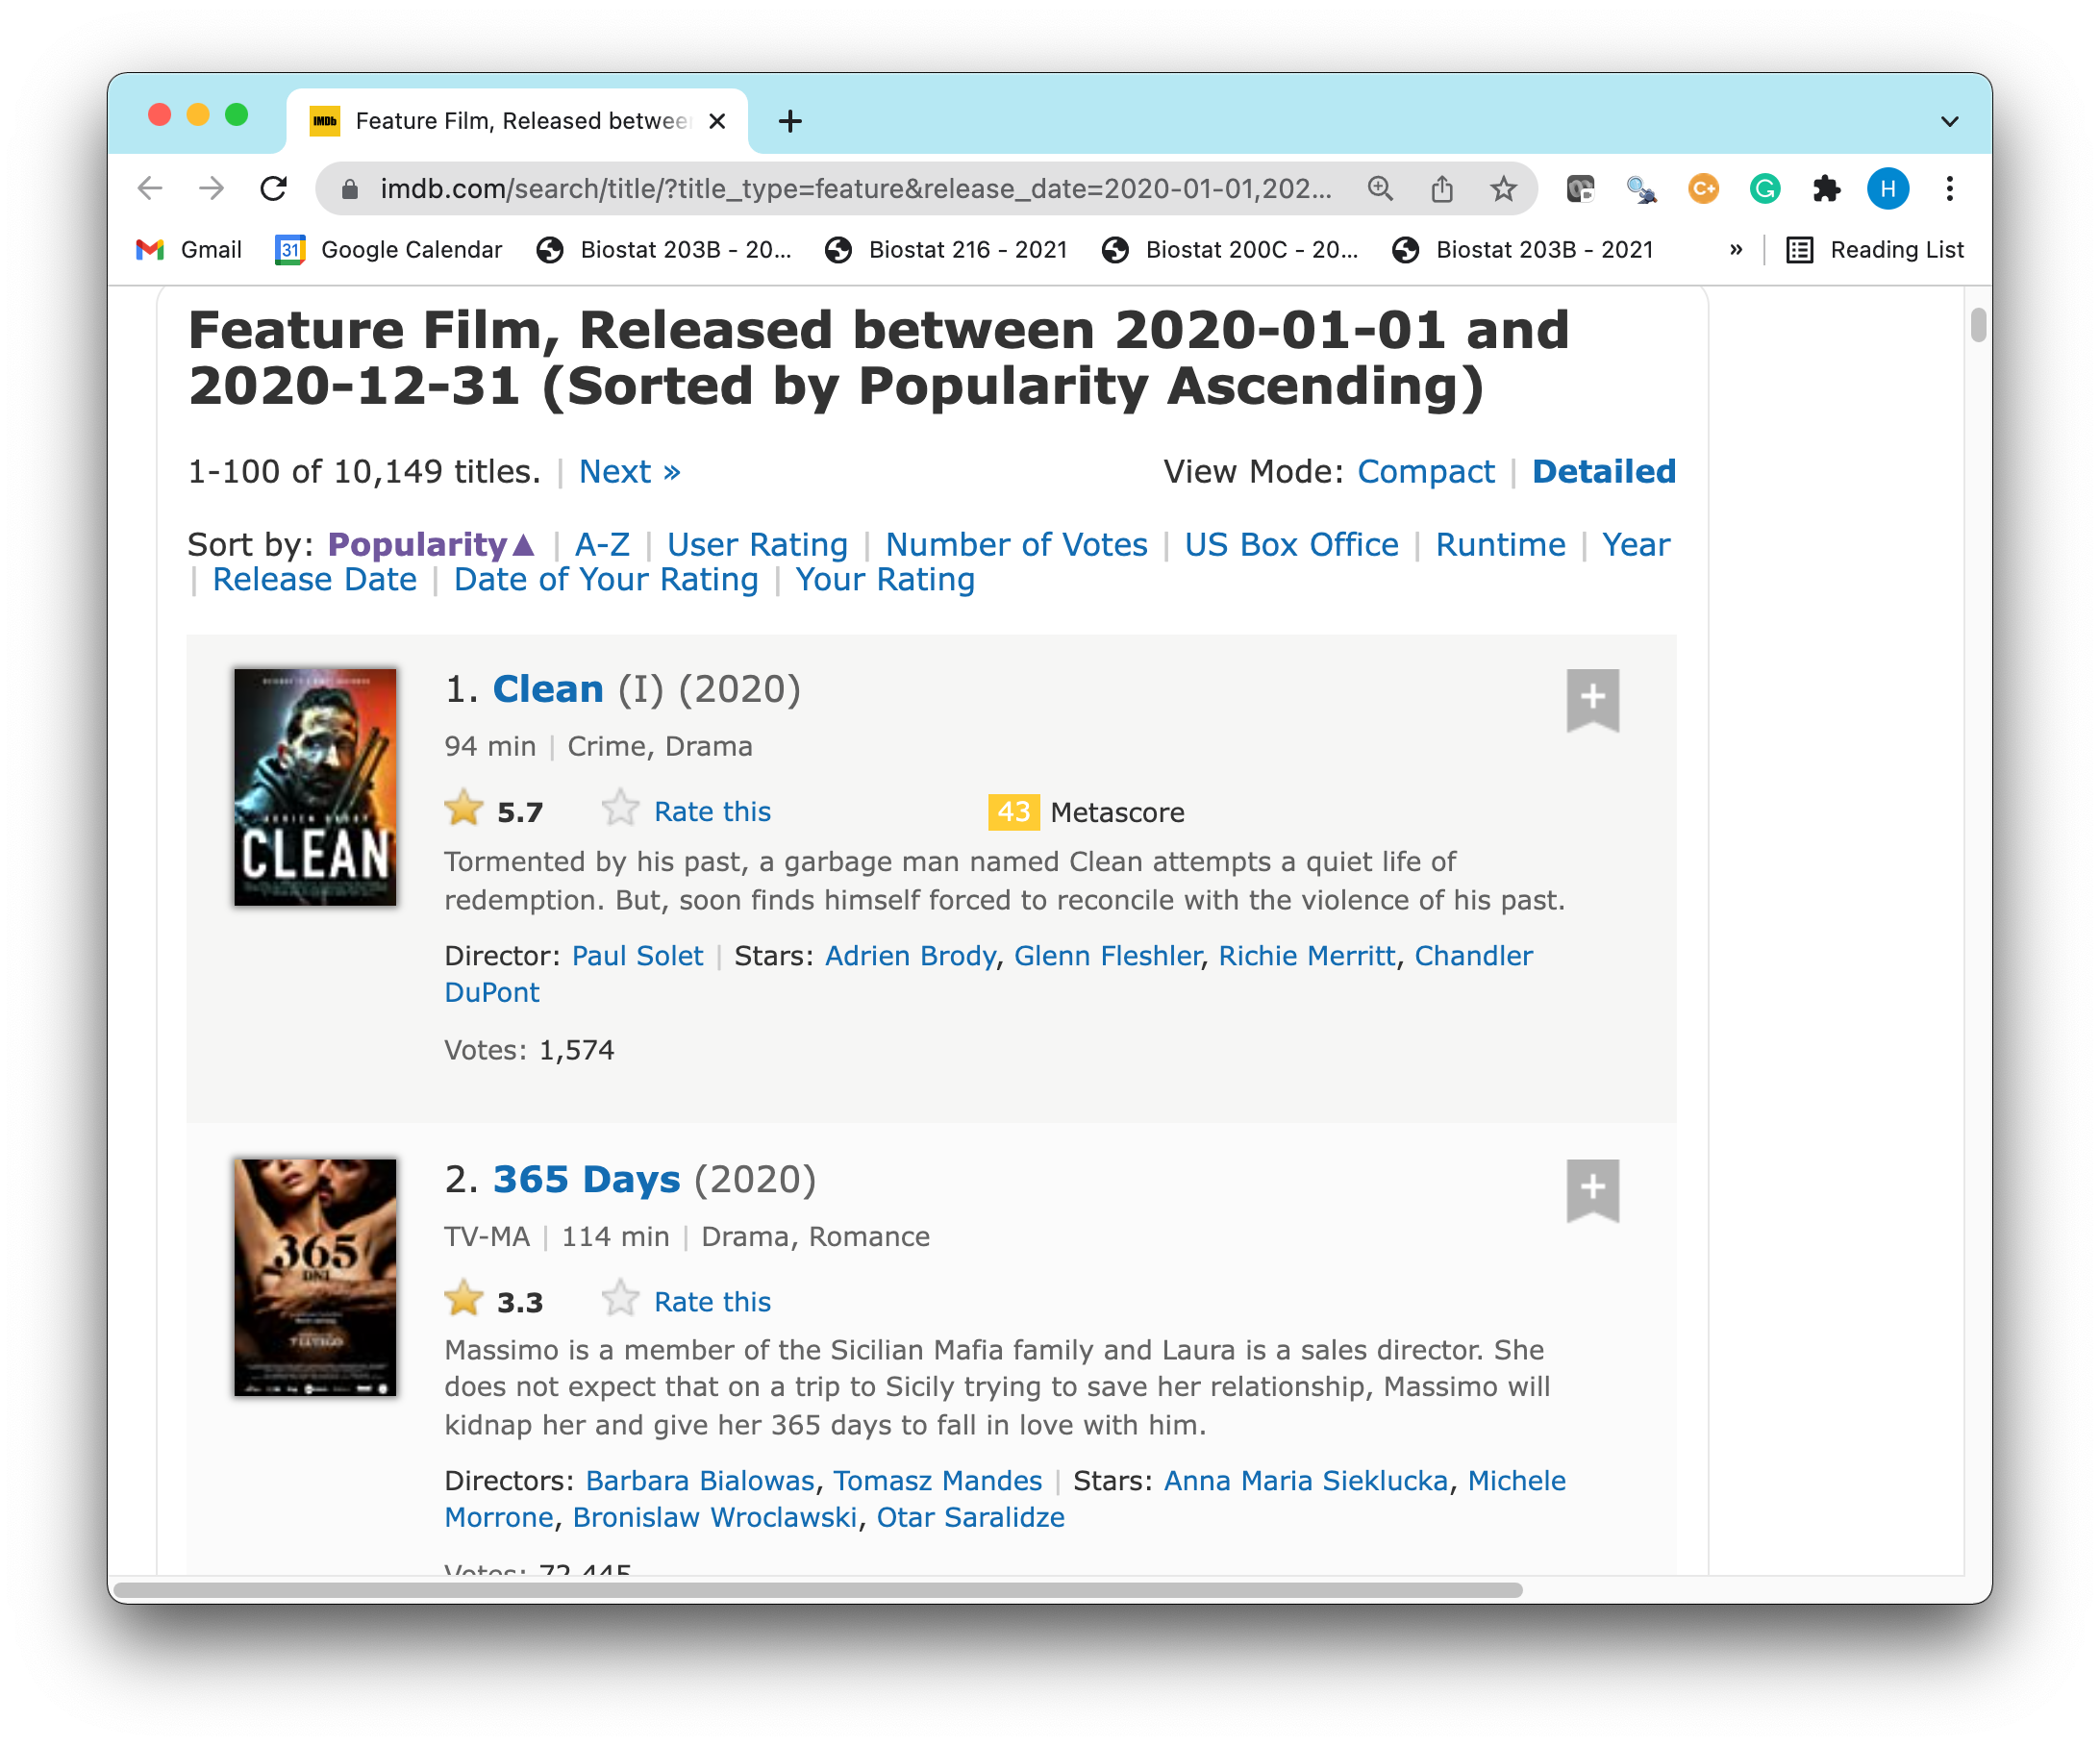 IMDb Feature Film, Released betwee
imdb.com/search/title/?title_type=feature&release_date=2020-01-01,202... C+ G H
Gmail 31 Google Calendar Biostat 203B - 20... Biostat 216 - 2021 Biostat 200C - 20... Biostat 203B - 2021 » Reading List
Feature Film, Released between 2020-01-01 and
2020-12-31 (Sorted by Popularity Ascending)
1-100 of 10,149 titles. | Next » View Mode: Compact | Detailed
Sort by: Popularity▲ | A-Z | User Rating | Number of Votes | US Box Office | Runtime | Year
| Release Date | Date of Your Rating | Your Rating
1. Clean (I) (2020)
94 min | Crime, Drama
5.7 Rate this 43 Metascore
Tormented by his past, a garbage man named Clean attempts a quiet life of
redemption. But, soon finds himself forced to reconcile with the violence of his past.
Director: Paul Solet | Stars: Adrien Brody, Glenn Fleshler, Richie Merritt, Chandler
DuPont
Votes: 1,574
CLEAN
2. 365 Days (2020)
TV-MA | 114 min | Drama, Romance
3.3 Rate this
Massimo is a member of the Sicilian Mafia family and Laura is a sales director. She
does not expect that on a trip to Sicily trying to save her relationship, Massimo will
kidnap her and give her 365 days to fall in love with him.
Directors: Barbara Bialowas, Tomasz Mandes | Stars: Anna Maria Sieklucka, Michele
Morrone, Bronislaw Wroclawski, Otar Saralidze
Votes: 72,445
365
DNI